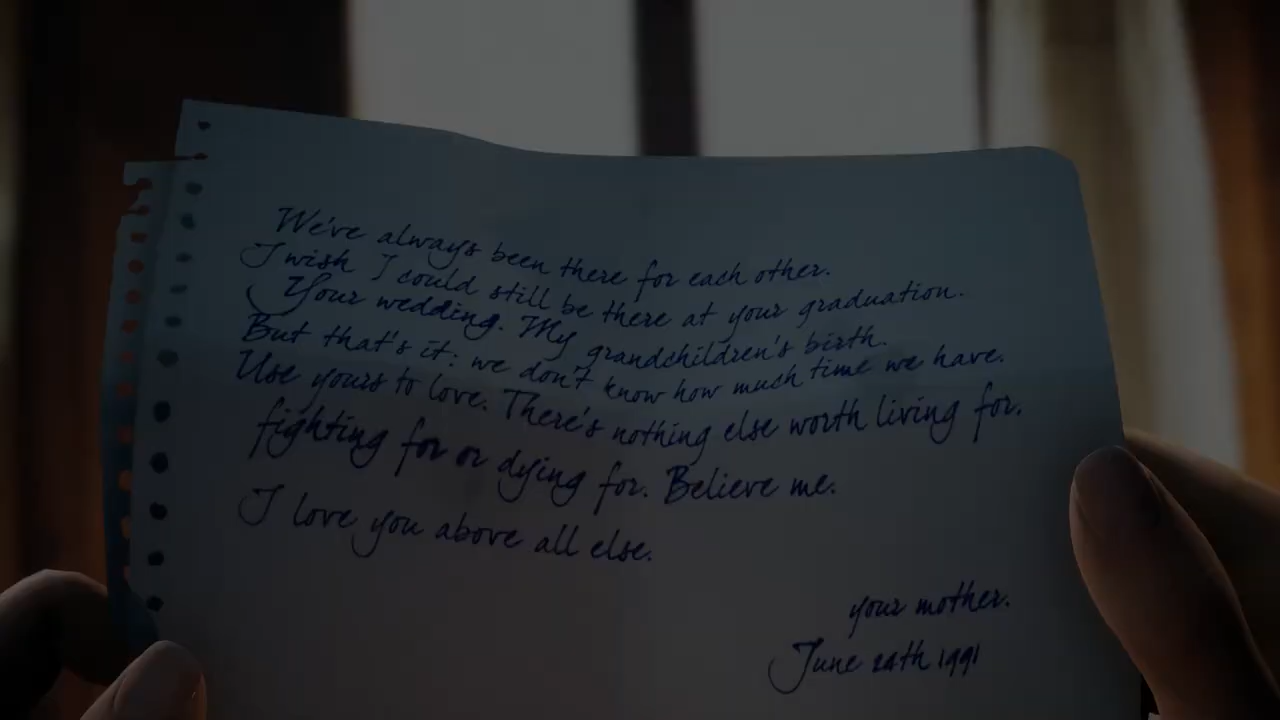 We've always been there for each other.
I wish I could still be there at your graduation.
Your wedding. My grandchildren's birth.
But that's it: we don't know how much time we have.
Use yours to love. There's nothing else worth living for.
fighting for or dying for. Believe me.
I love you above all else.
your mother.
June 24th 1991